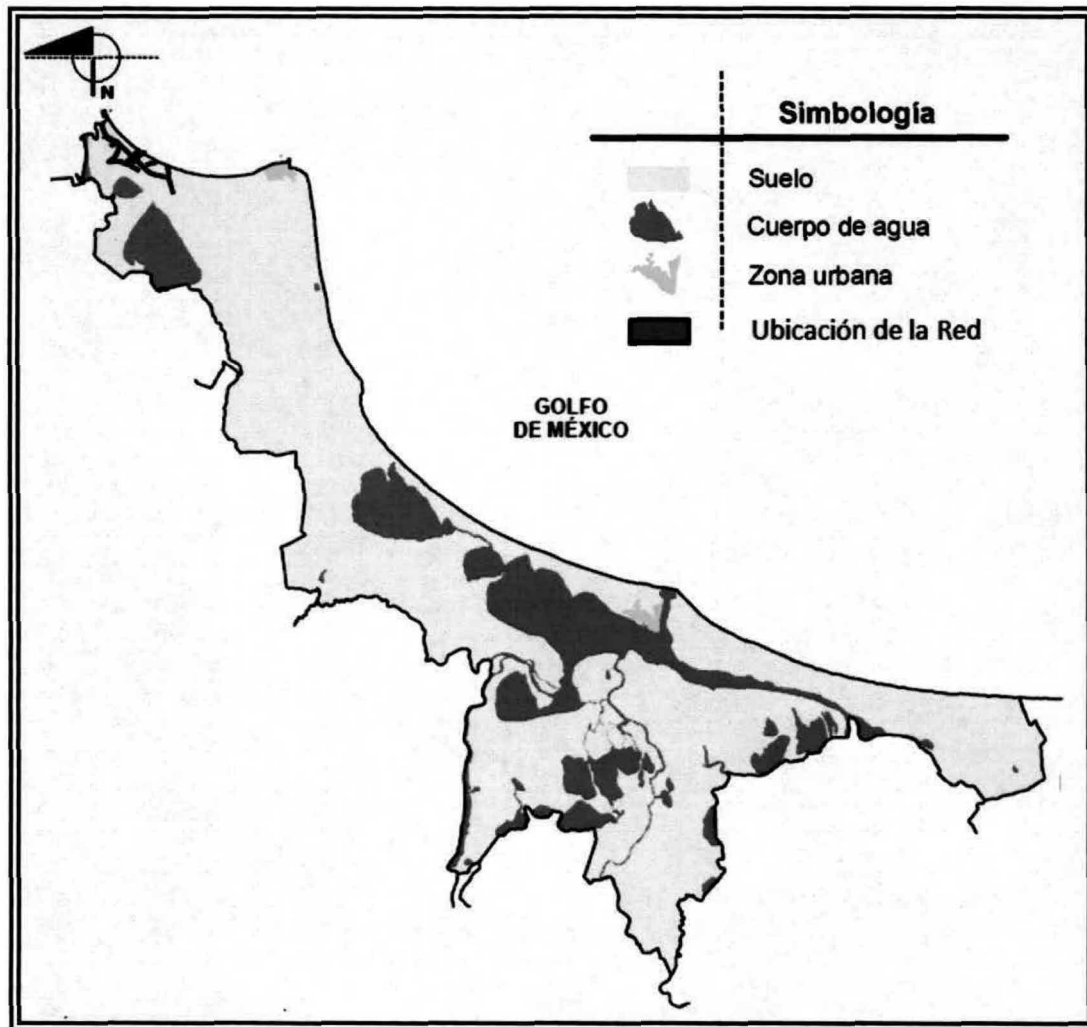 N
Simbología
Suelo
Cuerpo de agua
Zona urbana
Ubicación de la Red
GOLFO
DE MÉXICO